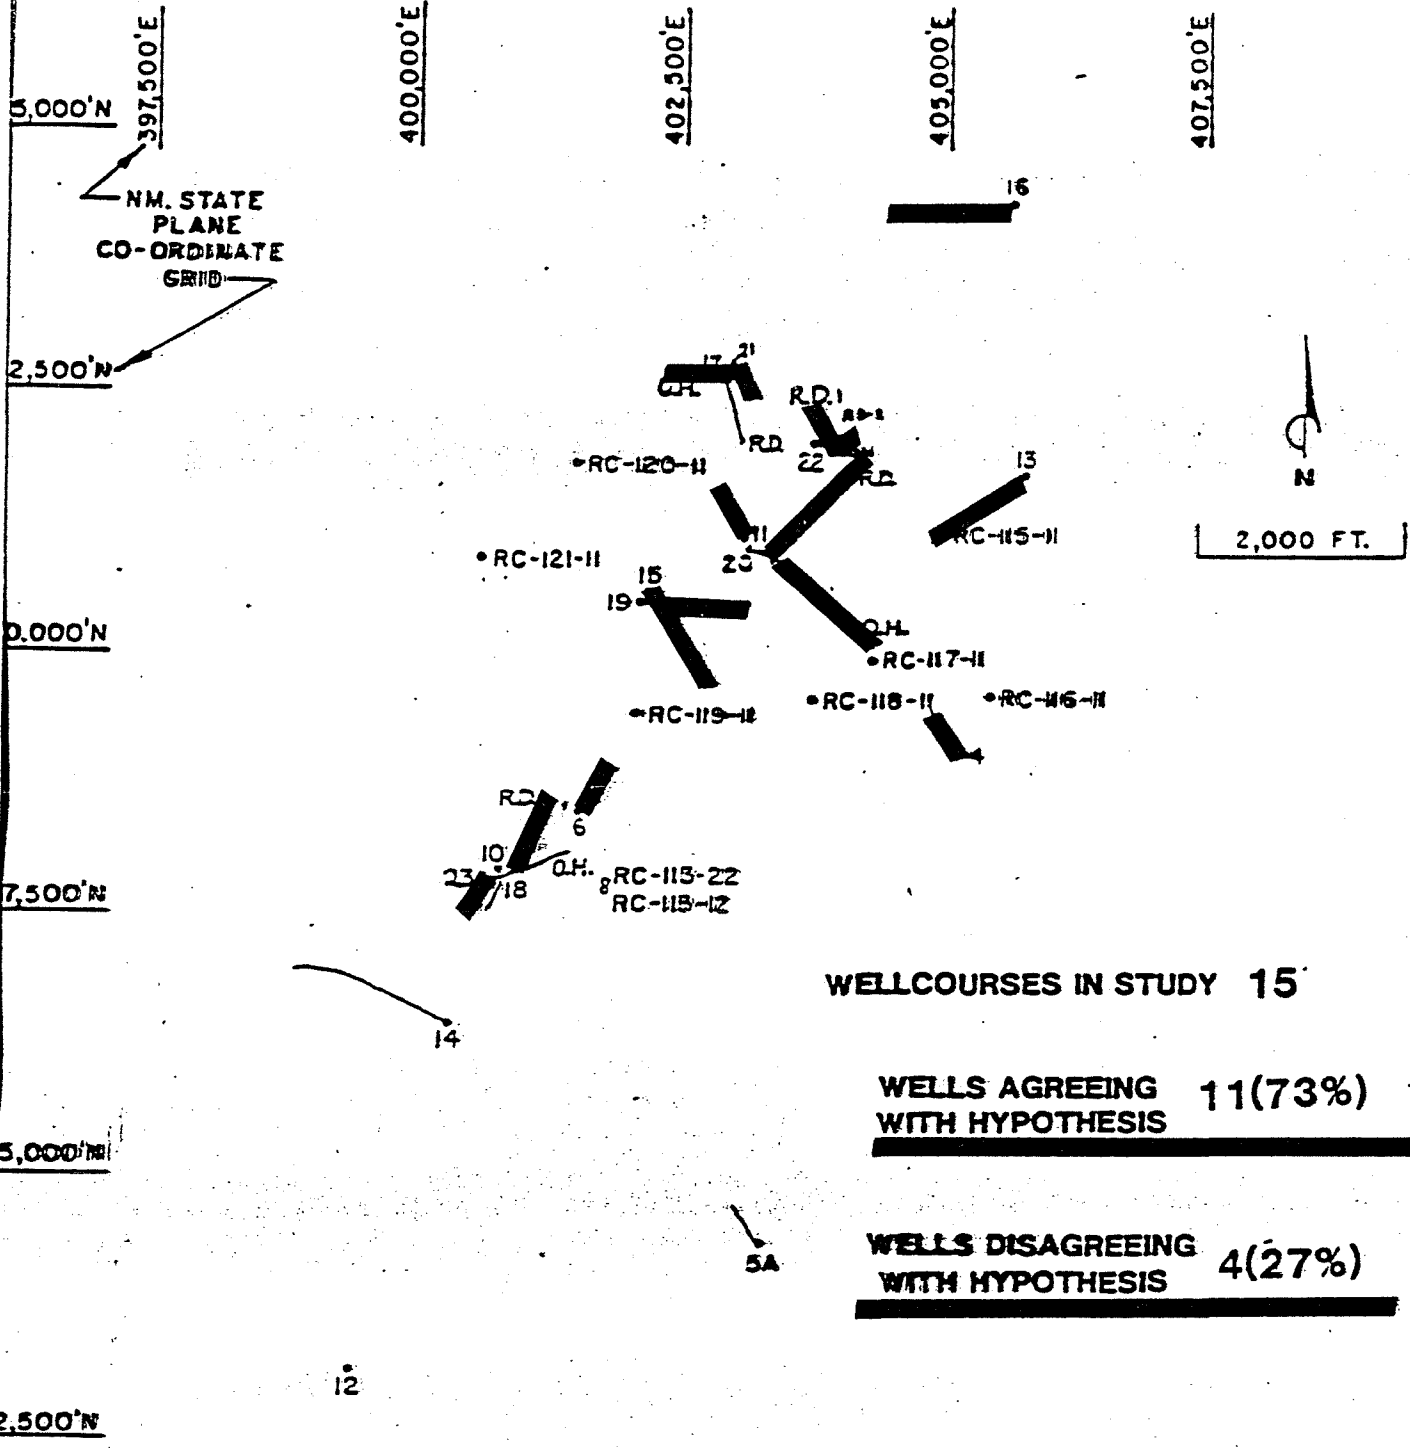 397,500'E
400,000'E
402,500'E
405,000'E
407,500'E
5,000'N
NM. STATE
PLANE
CO-ORDINATE
GRID
16
2,500'N
17
21
O.H.
R.D.
R.D.1
22
R.D.
RC-120-11
13
RC-115-11
N
2,000 FT.
11
20
RC-121-11
15
19
0.000'N
O.H.
RC-117-11
RC-118-11
RC-116-11
RC-119-11
4
R.D.
6
10
O.H.
23
18
8
RC-113-22
RC-113-12
7,500'N
WELLCOURSES IN STUDY 15
14
WELLS AGREEING
WITH HYPOTHESIS
11(73%)
5,000'N
WELLS DISAGREEING
WITH HYPOTHESIS
4(27%)
5A
12
2,500'N